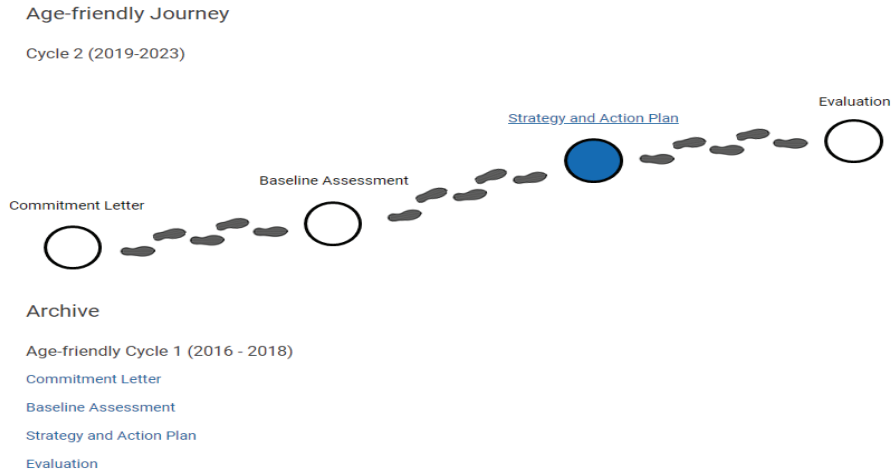 Age-friendly Journey
Cycle 2 (2019-2023)
Evaluation
Strategy and Action Plan
Baseline Assessment
Commitment Letter
Archive
Age-friendly Cycle 1 (2016 - 2018)
Commitment Letter
Baseline Assessment
Strategy and Action Plan
Evaluation